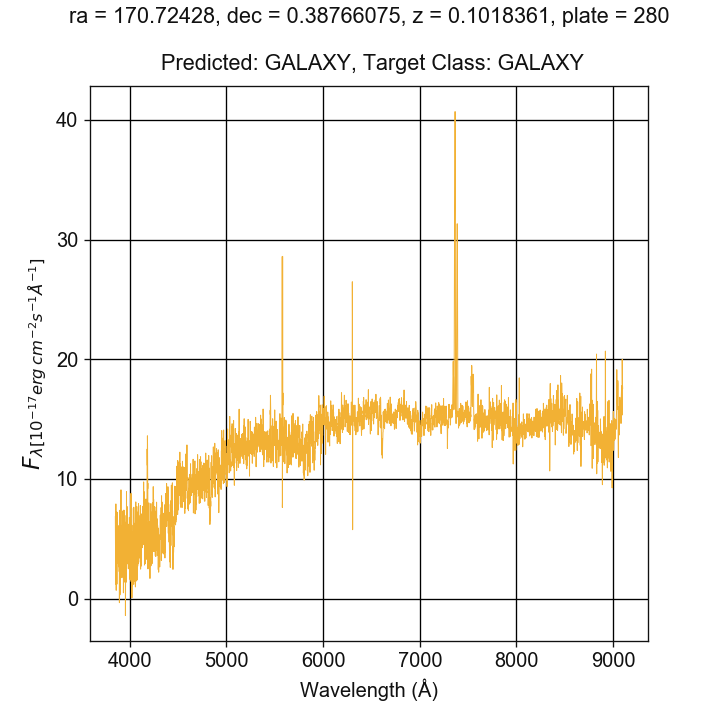 ra = 170.72428, dec = 0.38766075, z = 0.1018361, plate = 280
Predicted: GALAXY, Target Class: GALAXY
40
30
20
10
0
F_λ[10^{-17} erg cm^{-2} s^{-1} Å^{-1}]
4000 5000 6000 7000 8000 9000
Wavelength (Å)